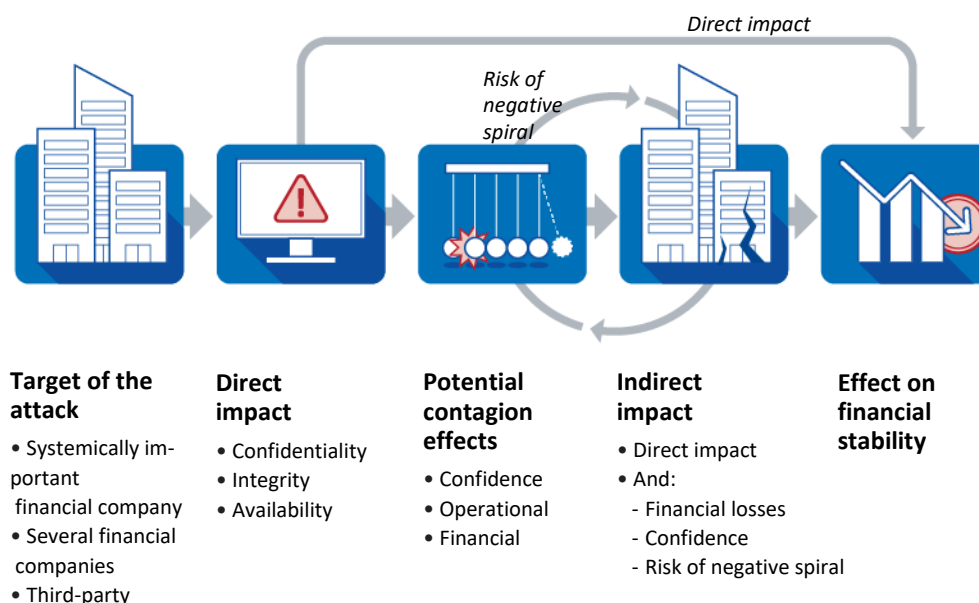 Direct impact
Risk of
negative
spiral
Target of the
attack
• Systemically im-
portant
financial company
• Several financial
companies
• Third-party
Direct
impact
• Confidentiality
• Integrity
• Availability
Potential
contagion
effects
• Confidence
• Operational
• Financial
Indirect
impact
• Direct impact
• And:
- Financial losses
- Confidence
- Risk of negative spiral
Effect on
financial
stability